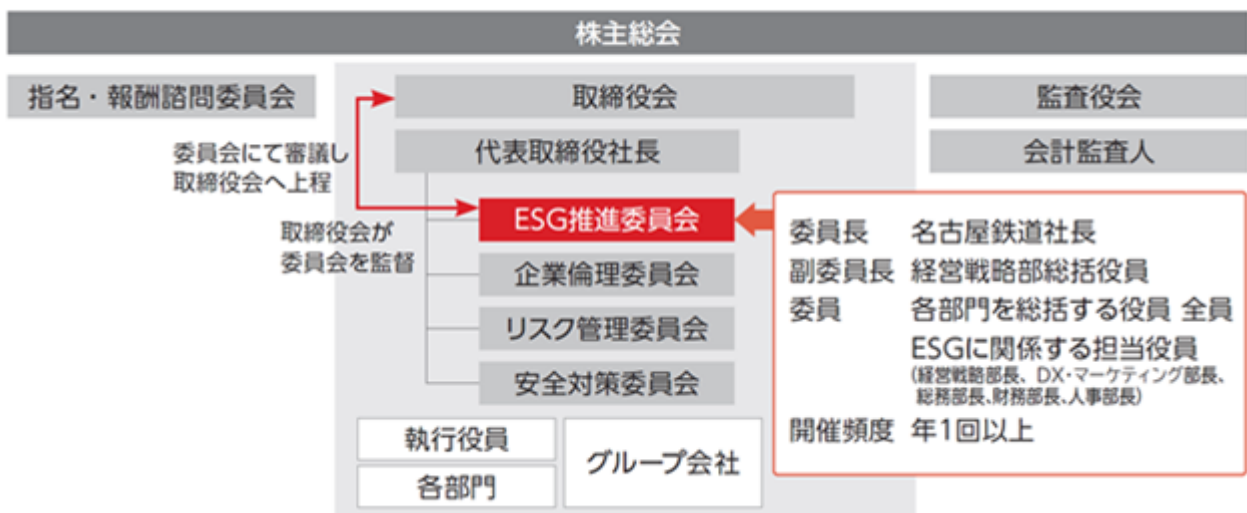 株主総会
指名・報酬諮問委員会
取締役会
監査役会
委員会にて審議し
取締役会へ上程
代表取締役社長
会計監査人
取締役会が
委員会を監督
ESG推進委員会
企業倫理委員会
リスク管理委員会
安全対策委員会
委員長 名古屋鉄道社長
副委員長 経営戦略部総括役員
委員 各部門を総括する役員 全員
ESGに関係する担当役員
(経営戦略部長、DX・マーケティング部長、
総務部長、財務部長、人事部長)
開催頻度 年1回以上
執行役員
各部門
グループ会社